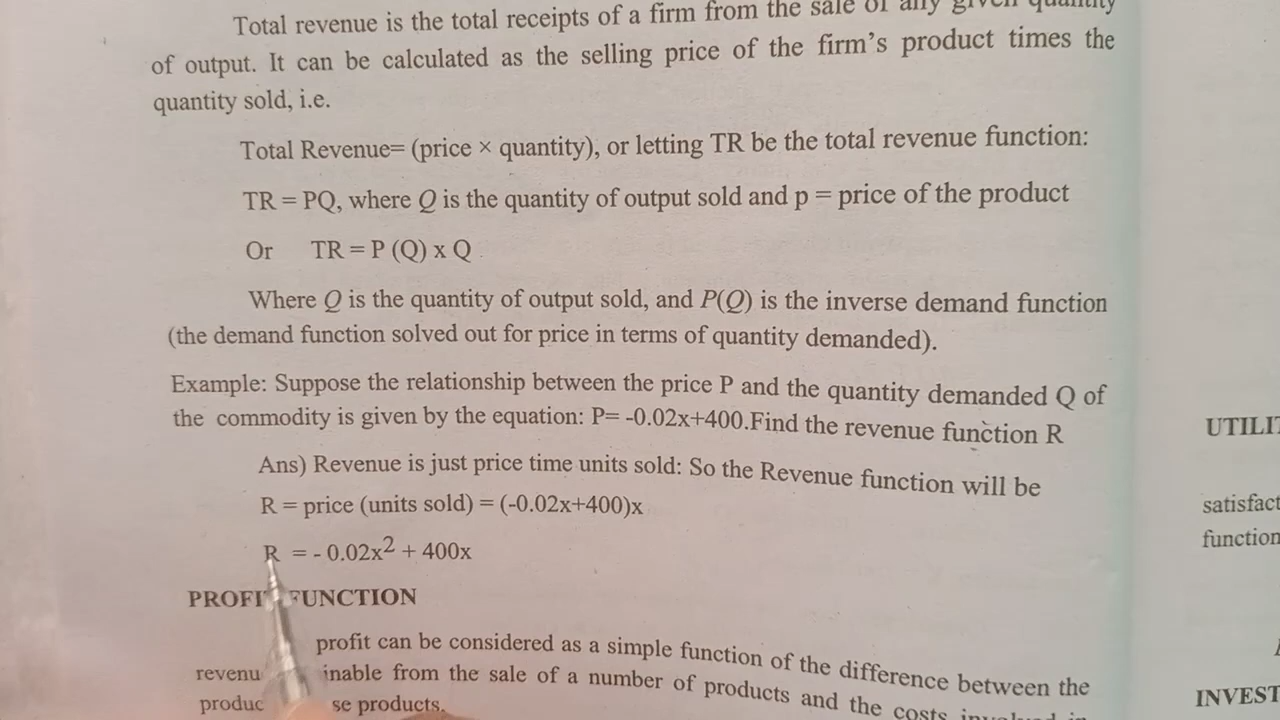 Total revenue is the total receipts of a firm from the sale of any given quantity
of output. It can be calculated as the selling price of the firm's product times the
quantity sold, i.e.
Total Revenue= (price × quantity), or letting TR be the total revenue function:
TR = PQ, where Q is the quantity of output sold and p = price of the product
Or TR = P (Q) x Q
Where Q is the quantity of output sold, and P(Q) is the inverse demand function
(the demand function solved out for price in terms of quantity demanded).
Example: Suppose the relationship between the price P and the quantity demanded Q of
the commodity is given by the equation: P= -0.02x+400.Find the revenue function R
Ans) Revenue is just price time units sold: So the Revenue function will be
R = price (units sold) = (-0.02x+400)x
R = - 0.02x² + 400x
PROFI FUNCTION
profit can be considered as a simple function of the difference between the
revenu inable from the sale of a number of products and the costs involved in
produc se products.
UTILI
satisfact
function
INVEST